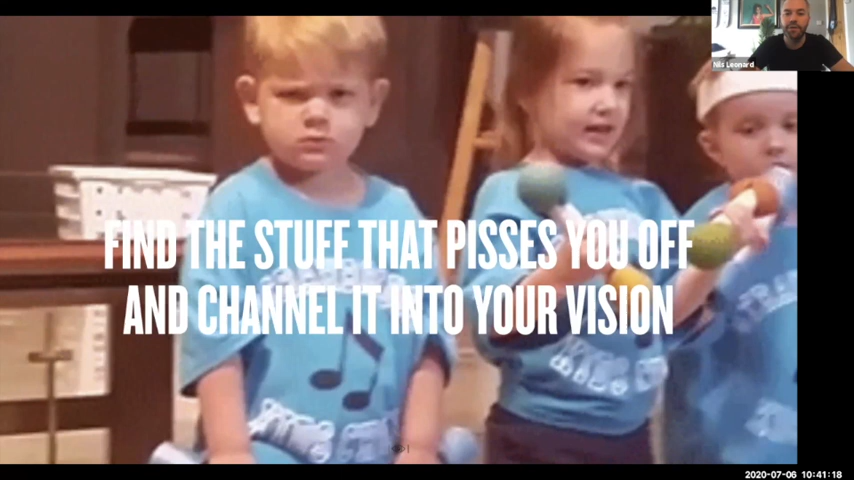 Nils Leonard
FIND THE STUFF THAT PISSES YOU OFF
AND CHANNEL IT INTO YOUR VISION
2020-07-06 10:41:18